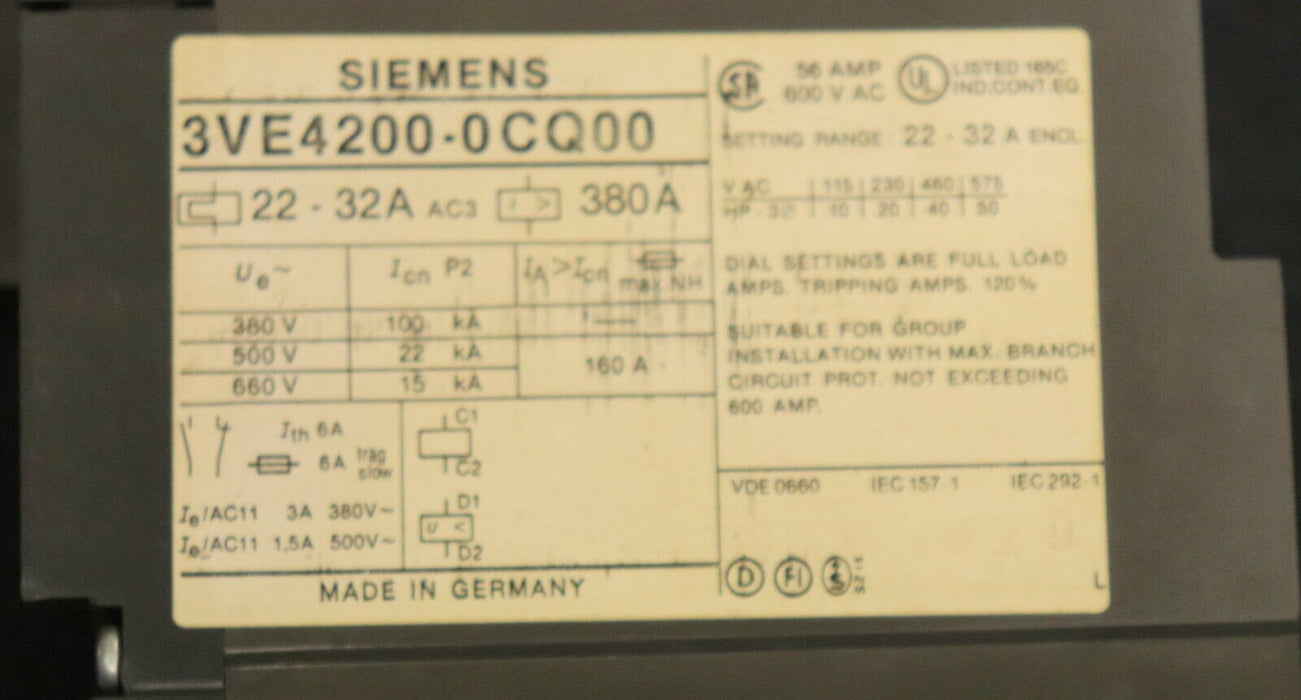 SIEMENS
3VE4200-0CQ00
22 - 32A AC3 I > 380A
Ue~ Icn P2 IA>Icn max.NH
380 V 100 kA
500 V 22 kA 160 A
660 V 15 kA
Ith 6A
6A träg
slow
Ie/AC11 3A 380V~
Ie/AC11 1,5A 500V~
C1
C2
D1
U <
D2
MADE IN GERMANY
SA 56 AMP
600 V AC
UL LISTED 165C
IND.CONT.EQ.
SETTING RANGE: 22 - 32 A ENCL.
V AC 115 230 460 575
HP - 3Ø 10 20 40 50
DIAL SETTINGS ARE FULL LOAD
AMPS. TRIPPING AMPS. 120%
SUITABLE FOR GROUP
INSTALLATION WITH MAX. BRANCH
CIRCUIT PROT. NOT EXCEEDING
600 AMP.
VDE 0660 IEC 157-1 IEC 292-1
D FI S
L